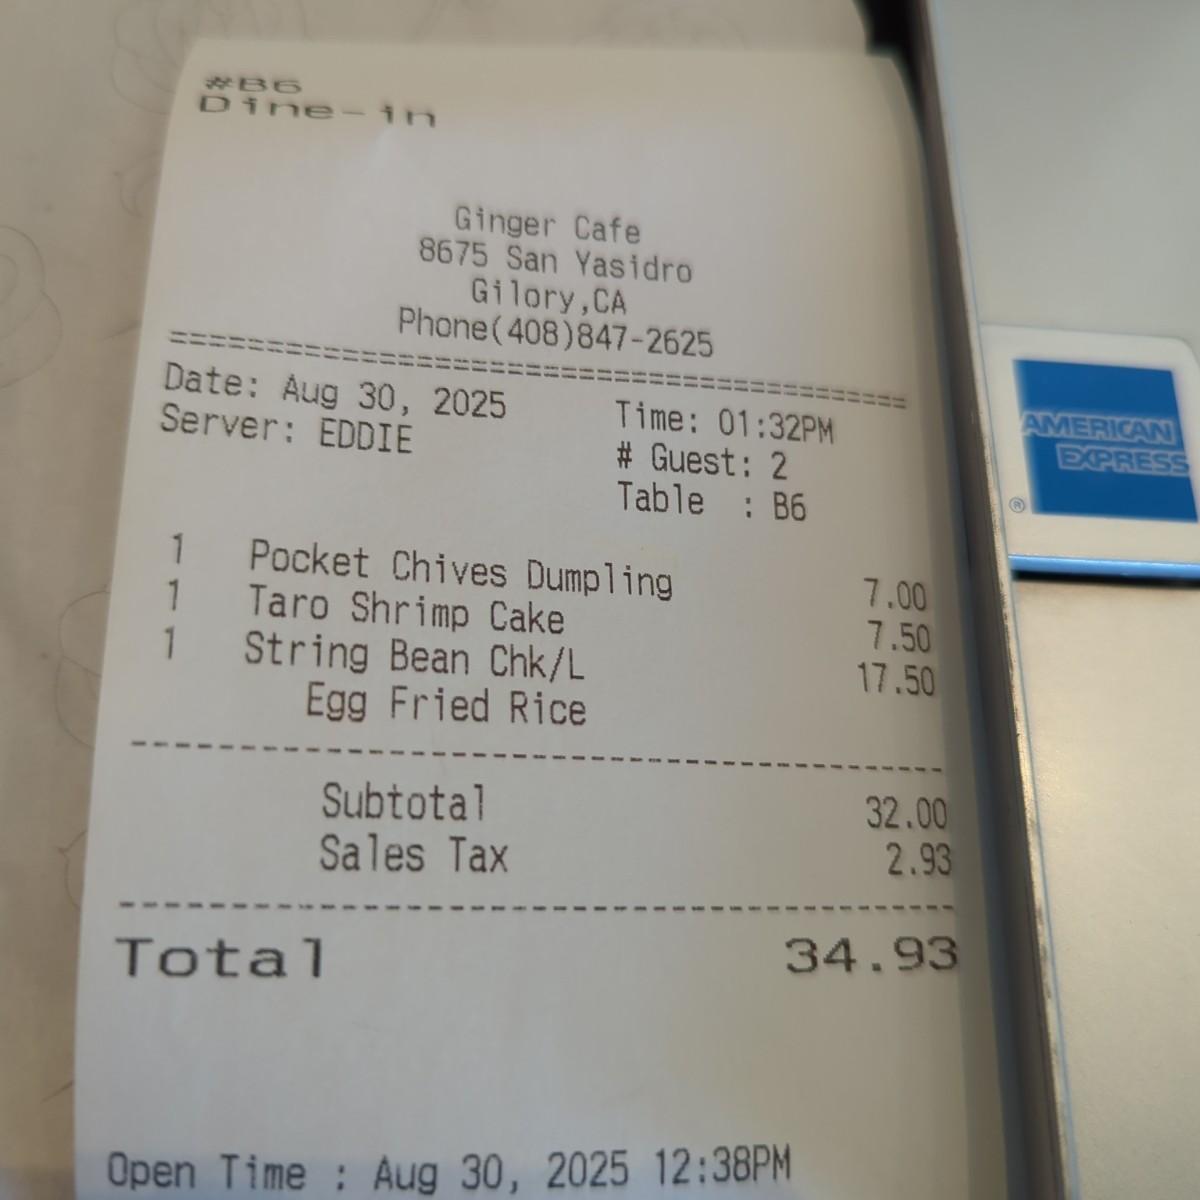 #B6
Dine-in
Ginger Cafe
8675 San Yasidro
Gilory,CA
Phone(408)847-2625
==================================================
Date: Aug 30, 2025 Time: 01:32PM
Server: EDDIE # Guest: 2
Table : B6
1 Pocket Chives Dumpling 7.00
1 Taro Shrimp Cake 7.50
1 String Bean Chk/L 17.50
Egg Fried Rice
--------------------------------------------------
Subtotal 32.00
Sales Tax 2.93
--------------------------------------------------
Total 34.93
Open Time : Aug 30, 2025 12:38PM
AMERICAN
EXPRESS
®